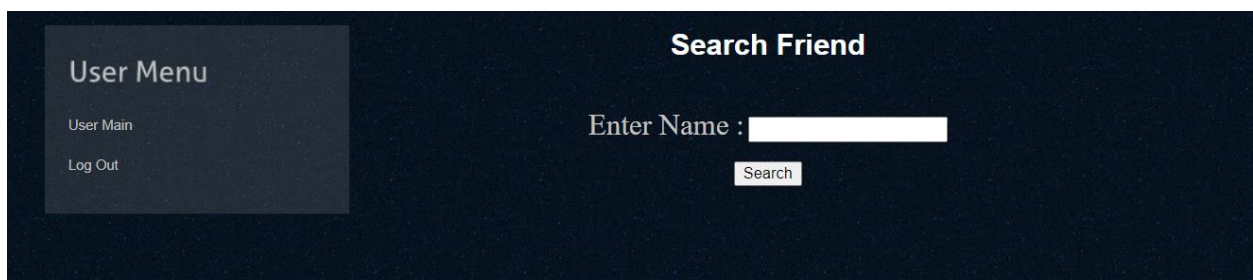 User Menu
User Main
Log Out
Search Friend
Enter Name :
Search